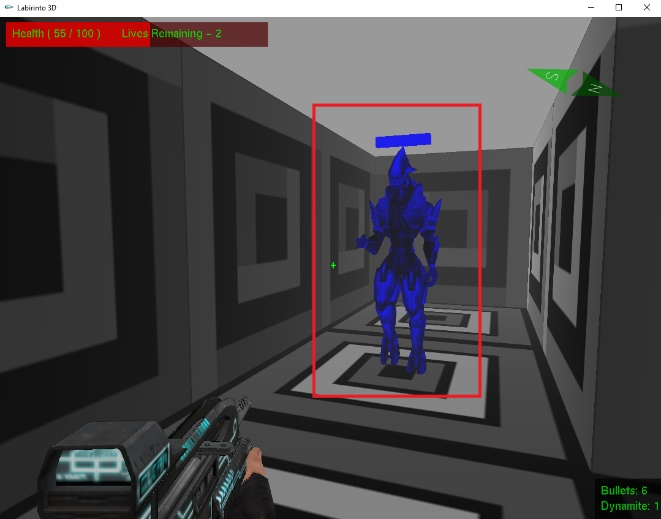 Labirinto 3D
Health ( 55 / 100 ) Lives Remaining - 2
S
N
Bullets: 6
Dynamite: 1